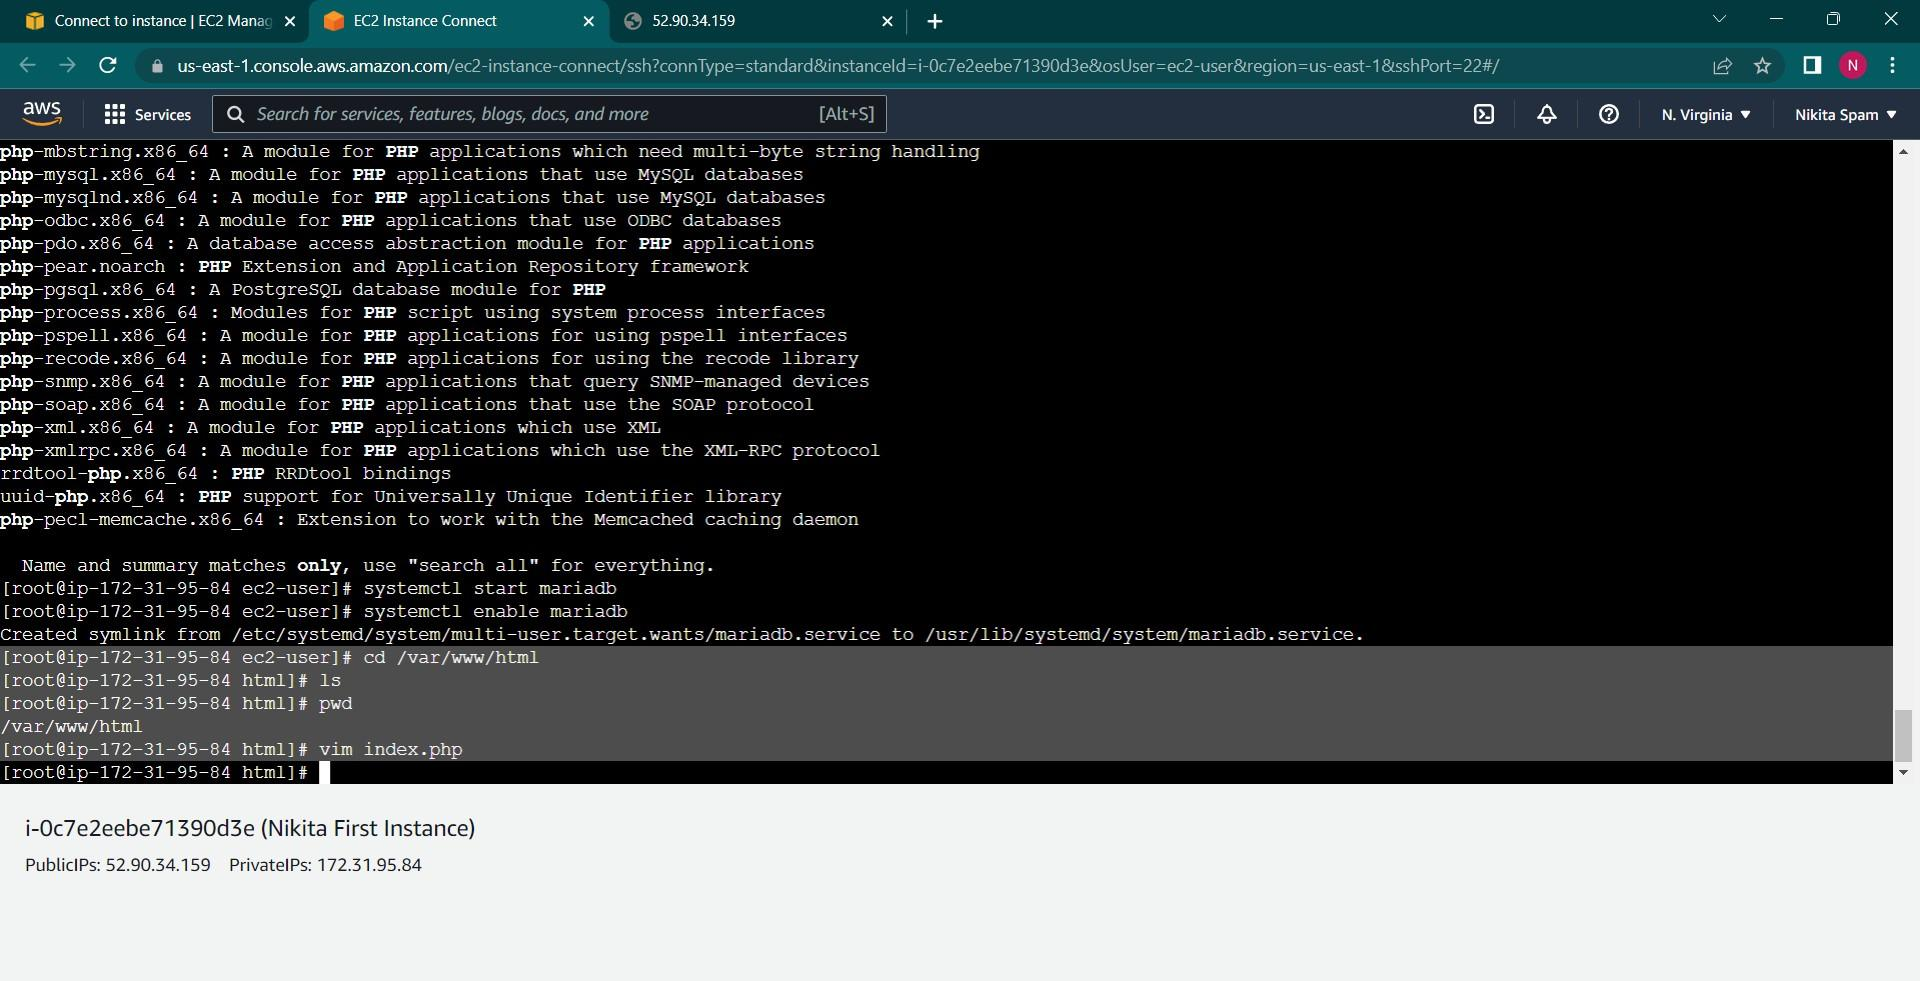 Connect to instance | EC2 Manag
EC2 Instance Connect
52.90.34.159
us-east-1.console.aws.amazon.com/ec2-instance-connect/ssh?connType=standard&instanceId=i-0c7e2eebe71390d3e&osUser=ec2-user&region=us-east-1&sshPort=22#/
N
aws
Services
Search for services, features, blogs, docs, and more
[Alt+S]
N. Virginia
Nikita Spam
php-mbstring.x86_64 : A module for PHP applications which need multi-byte string handling
php-mysql.x86_64 : A module for PHP applications that use MySQL databases
php-mysqlnd.x86_64 : A module for PHP applications that use MySQL databases
php-odbc.x86_64 : A module for PHP applications that use ODBC databases
php-pdo.x86_64 : A database access abstraction module for PHP applications
php-pear.noarch : PHP Extension and Application Repository framework
php-pgsql.x86_64 : A PostgreSQL database module for PHP
php-process.x86_64 : Modules for PHP script using system process interfaces
php-pspell.x86_64 : A module for PHP applications for using pspell interfaces
php-recode.x86_64 : A module for PHP applications for using the recode library
php-snmp.x86_64 : A module for PHP applications that query SNMP-managed devices
php-soap.x86_64 : A module for PHP applications that use the SOAP protocol
php-xml.x86_64 : A module for PHP applications which use XML
php-xmlrpc.x86_64 : A module for PHP applications which use the XML-RPC protocol
rrdtool-php.x86_64 : PHP RRDtool bindings
uuid-php.x86_64 : PHP support for Universally Unique Identifier library
php-pecl-memcache.x86_64 : Extension to work with the Memcached caching daemon
Name and summary matches only, use "search all" for everything.
[root@ip-172-31-95-84 ec2-user]# systemctl start mariadb
[root@ip-172-31-95-84 ec2-user]# systemctl enable mariadb
Created symlink from /etc/systemd/system/multi-user.target.wants/mariadb.service to /usr/lib/systemd/system/mariadb.service.
[root@ip-172-31-95-84 ec2-user]# cd /var/www/html
[root@ip-172-31-95-84 html]# ls
[root@ip-172-31-95-84 html]# pwd
/var/www/html
[root@ip-172-31-95-84 html]# vim index.php
[root@ip-172-31-95-84 html]#
i-0c7e2eebe71390d3e (Nikita First Instance)
PublicIPs: 52.90.34.159 PrivateIPs: 172.31.95.84